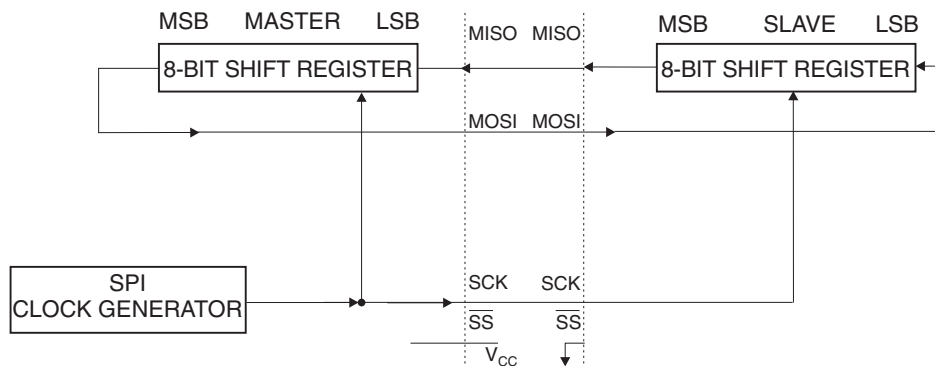 MSB MASTER LSB
8-BIT SHIFT REGISTER
MISO MISO
MSB SLAVE LSB
8-BIT SHIFT REGISTER
MOSI MOSI
SPI
CLOCK GENERATOR
SCK SCK
SS SS
VCC